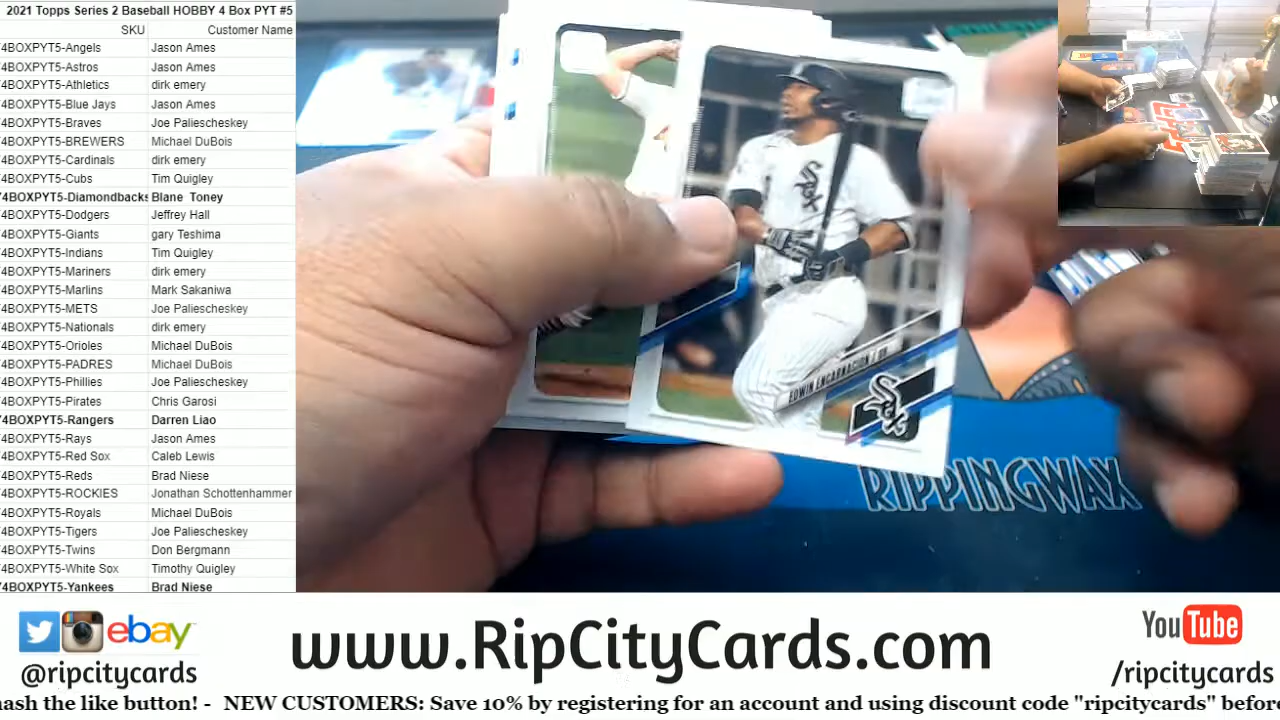 2021 Topps Series 2 Baseball HOBBY 4 Box PYT #5
SKU Customer Name
4BOXPYT5-Angels Jason Ames
4BOXPYT5-Astros Jason Ames
4BOXPYT5-Athletics dirk emery
4BOXPYT5-Blue Jays Jason Ames
4BOXPYT5-Braves Joe Paliescheskey
4BOXPYT5-BREWERS Michael DuBois
4BOXPYT5-Cardinals dirk emery
4BOXPYT5-Cubs Tim Quigley
4BOXPYT5-Diamondbacks Blane Toney
4BOXPYT5-Dodgers Jeffrey Hall
4BOXPYT5-Giants gary Teshima
4BOXPYT5-Indians Tim Quigley
4BOXPYT5-Mariners dirk emery
4BOXPYT5-Marlins Mark Sakaniwa
4BOXPYT5-METS Joe Paliescheskey
4BOXPYT5-Nationals dirk emery
4BOXPYT5-Orioles Michael DuBois
4BOXPYT5-PADRES Michael DuBois
4BOXPYT5-Phillies Joe Paliescheskey
4BOXPYT5-Pirates Chris Garosi
4BOXPYT5-Rangers Darren Liao
4BOXPYT5-Rays Jason Ames
4BOXPYT5-Red Sox Caleb Lewis
4BOXPYT5-Reds Brad Niese
4BOXPYT5-ROCKIES Jonathan Schottenhammer
4BOXPYT5-Royals Michael DuBois
4BOXPYT5-Tigers Joe Paliescheskey
4BOXPYT5-Twins Don Bergmann
4BOXPYT5-White Sox Timothy Quigley
4BOXPYT5-Yankees Brad Niese
Sox
EDWIN ENCARNACION
Sox
RIPPINGWAX
ebay
@ripcitycards
www.RipCityCards.com
YouTube
/ripcitycards
ash the like button! - NEW CUSTOMERS: Save 10% by registering for an account and using discount code "ripcitycards" before